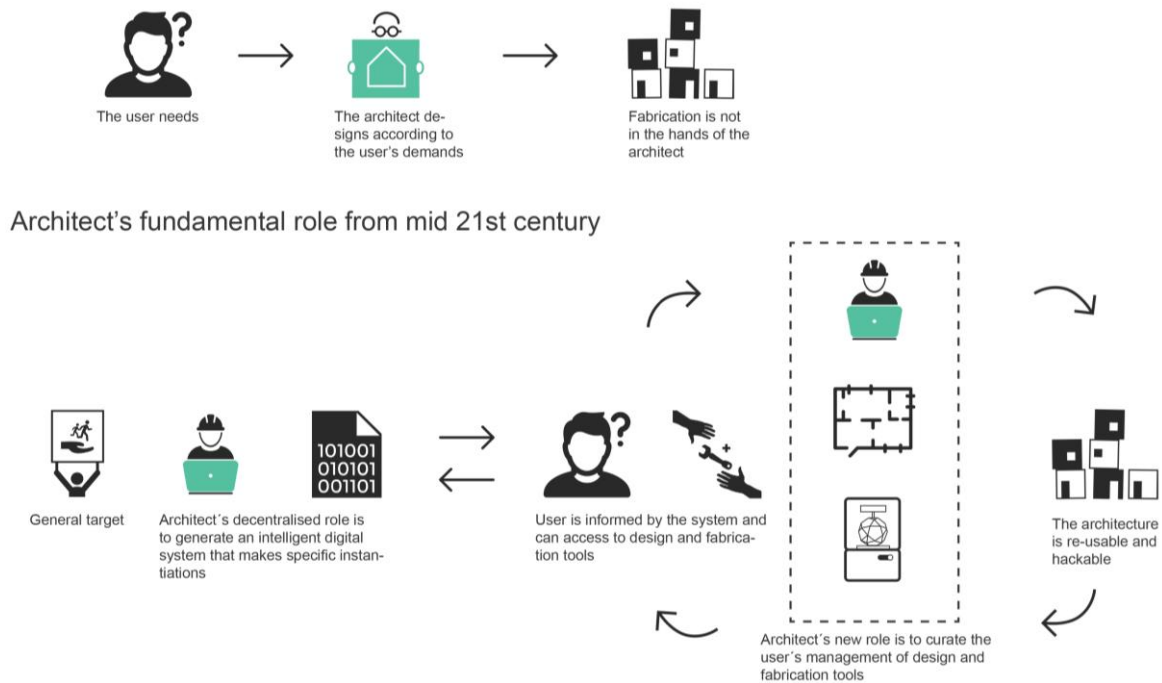 The user needs
The architect de-
signs according to
the user's demands
Fabrication is not
in the hands of the
architect
Architect's fundamental role from mid 21st century
101001
010101
001101
General target
Architect´s decentralised role is
to generate an intelligent digital
system that makes specific instan-
tiations
User is informed by the system and
can access to design and fabrica-
tion tools
The architecture
is re-usable and
hackable
Architect´s new role is to curate the
user´s management of design and
fabrication tools